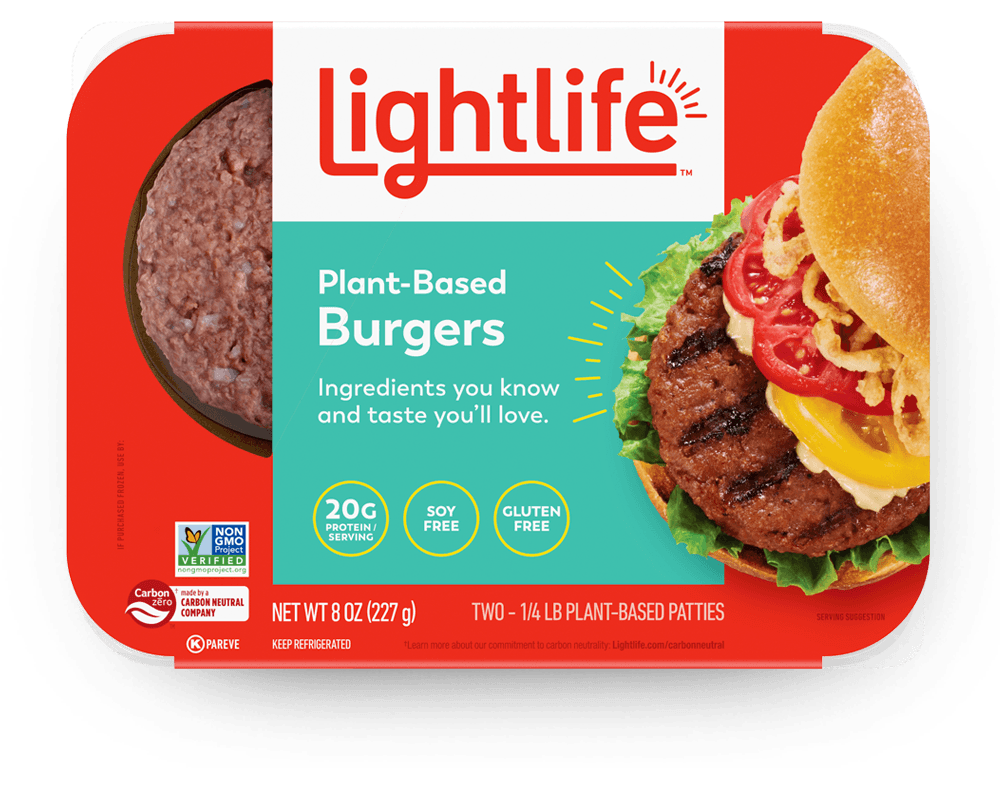 Lightlife™
Plant-Based
Burgers
Ingredients you know
and taste you'll love.
20G
PROTEIN /
SERVING
SOY
FREE
GLUTEN
FREE
IF PURCHASED FROZEN, USE BY:
NON
GMO
Project
VERIFIED
nongmoproject.org
Carbon
zero
† made by a
CARBON NEUTRAL
COMPANY
K PAREVE
NET WT 8 OZ (227 g)
TWO - 1/4 LB PLANT-BASED PATTIES
KEEP REFRIGERATED
†Learn more about our commitment to carbon neutrality: Lightlife.com/carbonneutral
SERVING SUGGESTION